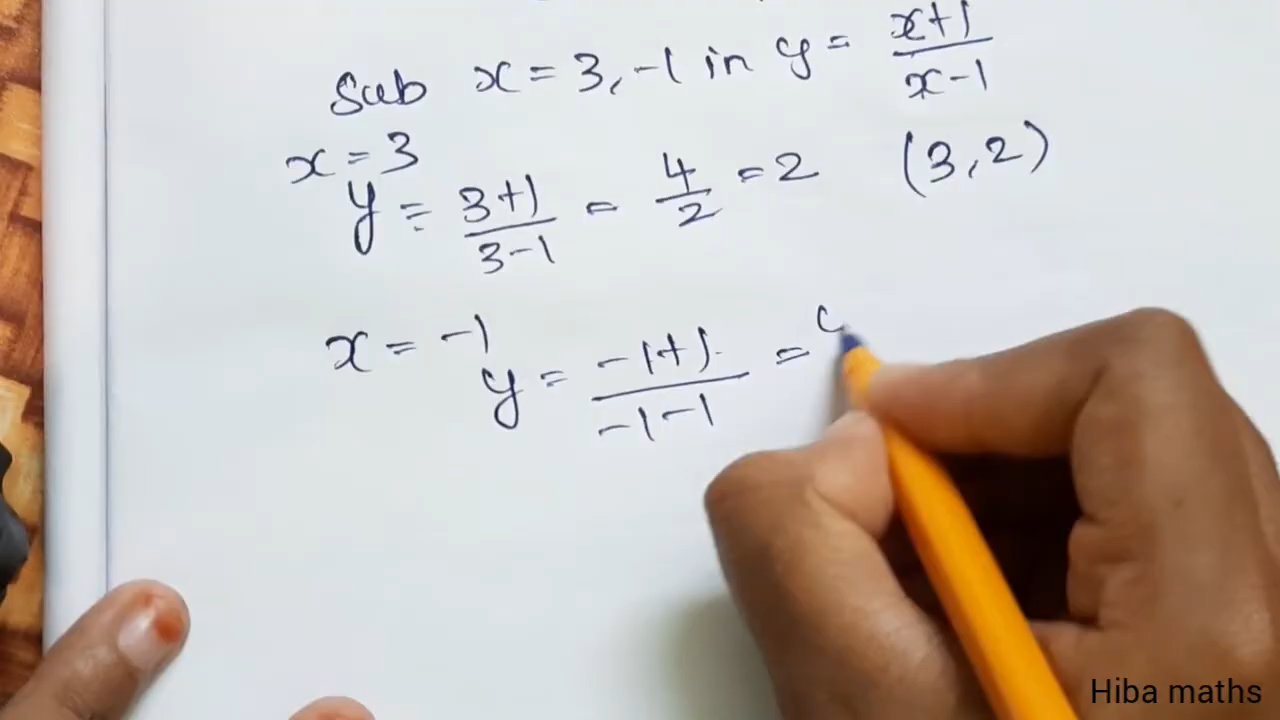 Sub x = 3, -1 in y = x+1/x-1
x = 3
y = 3+1/3-1 = 4/2 = 2 (3,2)
x = -1
y = -1+1/-1-1 =
Hiba maths